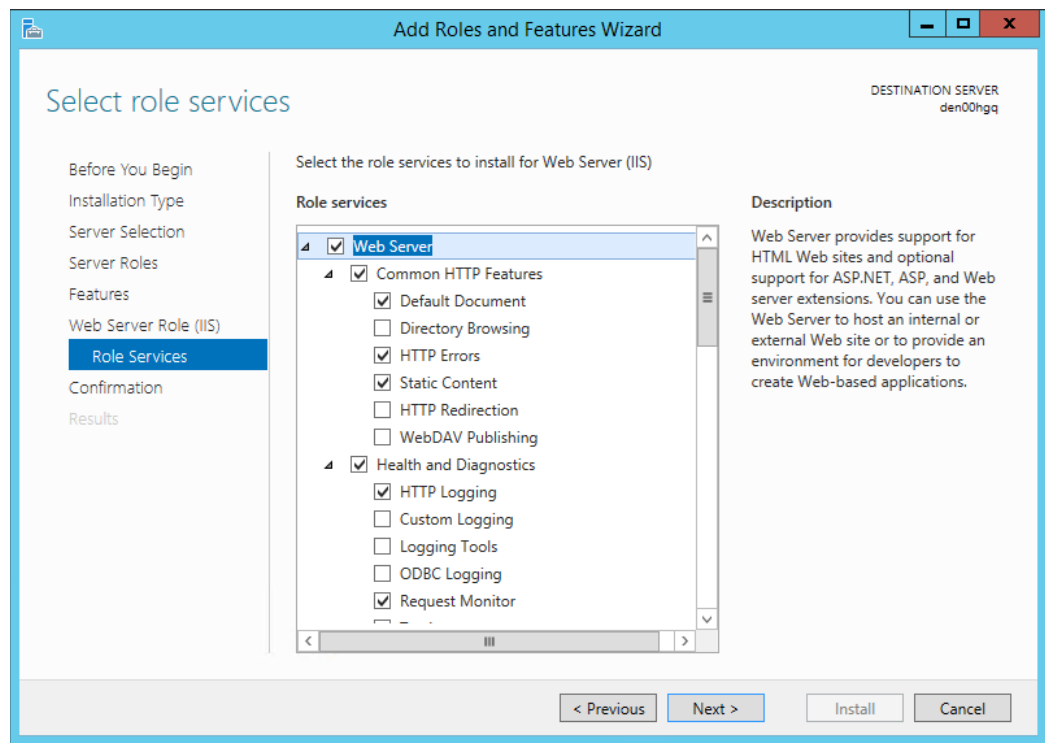 Add Roles and Features Wizard
Select role services
DESTINATION SERVER
den00hgq
Before You Begin
Installation Type
Server Selection
Server Roles
Features
Web Server Role (IIS)
Role Services
Confirmation
Results
Select the role services to install for Web Server (IIS)
Role services
Web Server
Common HTTP Features
Default Document
Directory Browsing
HTTP Errors
Static Content
HTTP Redirection
WebDAV Publishing
Health and Diagnostics
HTTP Logging
Custom Logging
Logging Tools
ODBC Logging
Request Monitor
Description
Web Server provides support for
HTML Web sites and optional
support for ASP.NET, ASP, and Web
server extensions. You can use the
Web Server to host an internal or
external Web site or to provide an
environment for developers to
create Web-based applications.
< Previous
Next >
Install
Cancel